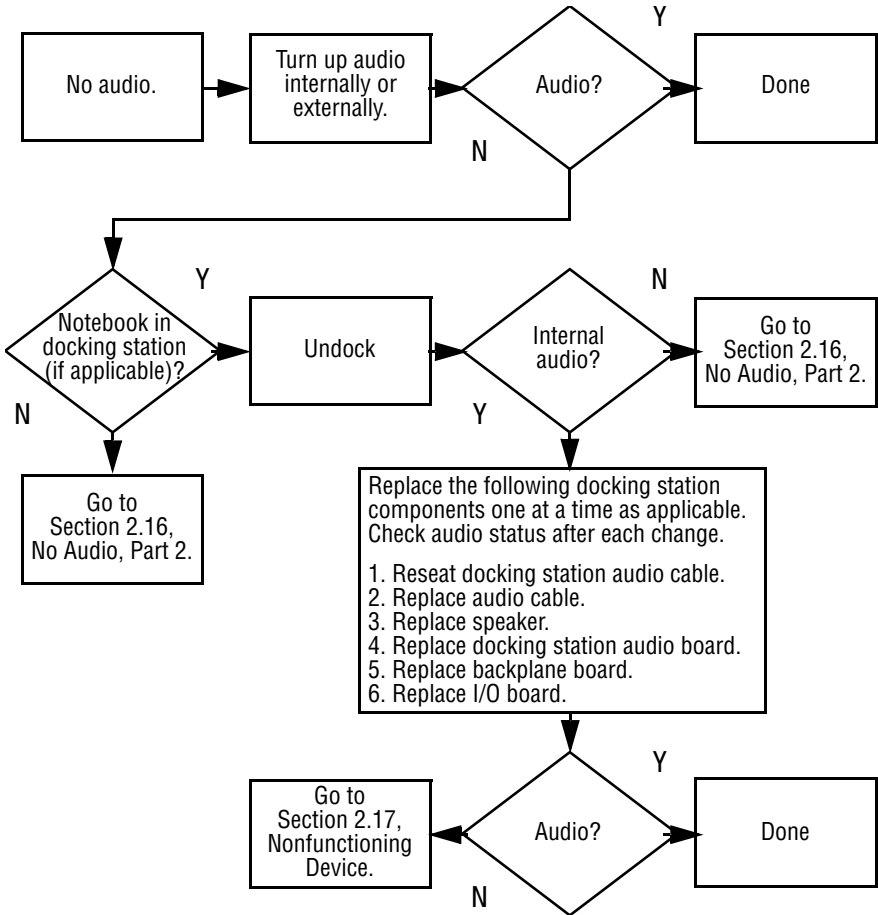 No audio.
Turn up audio
internally or
externally.
Audio?
Y
Done
N
Notebook in
docking station
(if applicable)?
Y
Undock
Internal
audio?
N
Go to
Section 2.16,
No Audio, Part 2.
N
Go to
Section 2.16,
No Audio, Part 2.
Y
Replace the following docking station
components one at a time as applicable.
Check audio status after each change.
1. Reseat docking station audio cable.
2. Replace audio cable.
3. Replace speaker.
4. Replace docking station audio board.
5. Replace backplane board.
6. Replace I/O board.
Go to
Section 2.17,
Nonfunctioning
Device.
Audio?
Y
Done
N